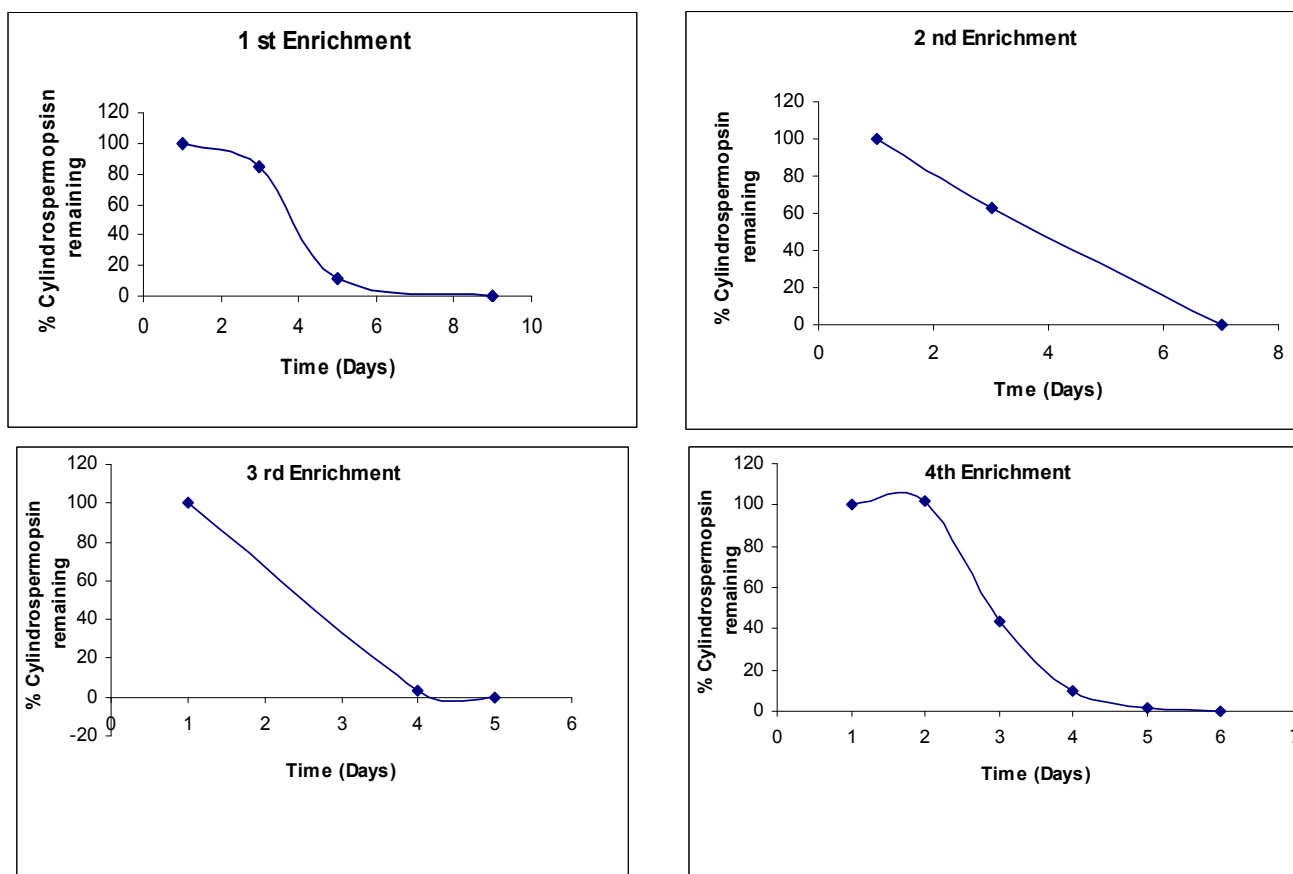 1 st Enrichment
% Cylindrospermopsisn
remaining
120
100
80
60
40
20
0
0 2 4 6 8 10
Time (Days)
2 nd Enrichment
% Cylindrospermopsin
remaining
120
100
80
60
40
20
0
0 2 4 6 8
Tme (Days)
3 rd Enrichment
% Cylindrospermopsin
remaining
120
100
80
60
40
20
0
-20
0 1 2 3 4 5 6
Time (Days)
4th Enrichment
% Cylindrospermopsin
remaining
120
100
80
60
40
20
0
0 1 2 3 4 5 6 7
Time (Days)